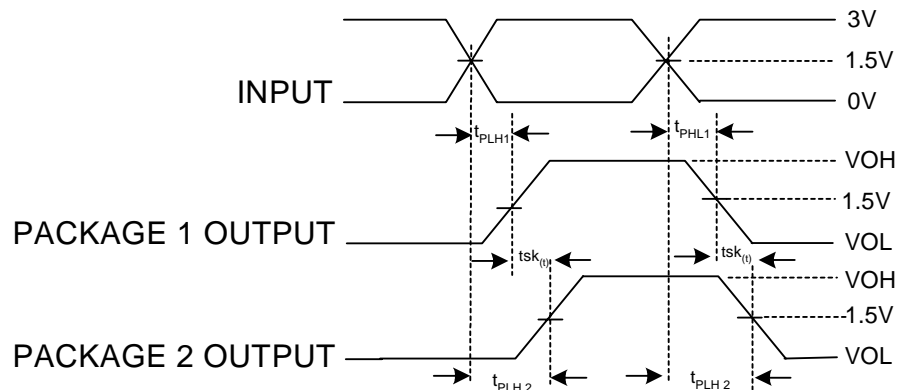 3V
1.5V
INPUT
0V
tPLH1
tPHL1
VOH
1.5V
PACKAGE 1 OUTPUT
VOL
tsk(t)
tsk(t)
VOH
1.5V
PACKAGE 2 OUTPUT
VOL
tPLH 2
tPLH 2